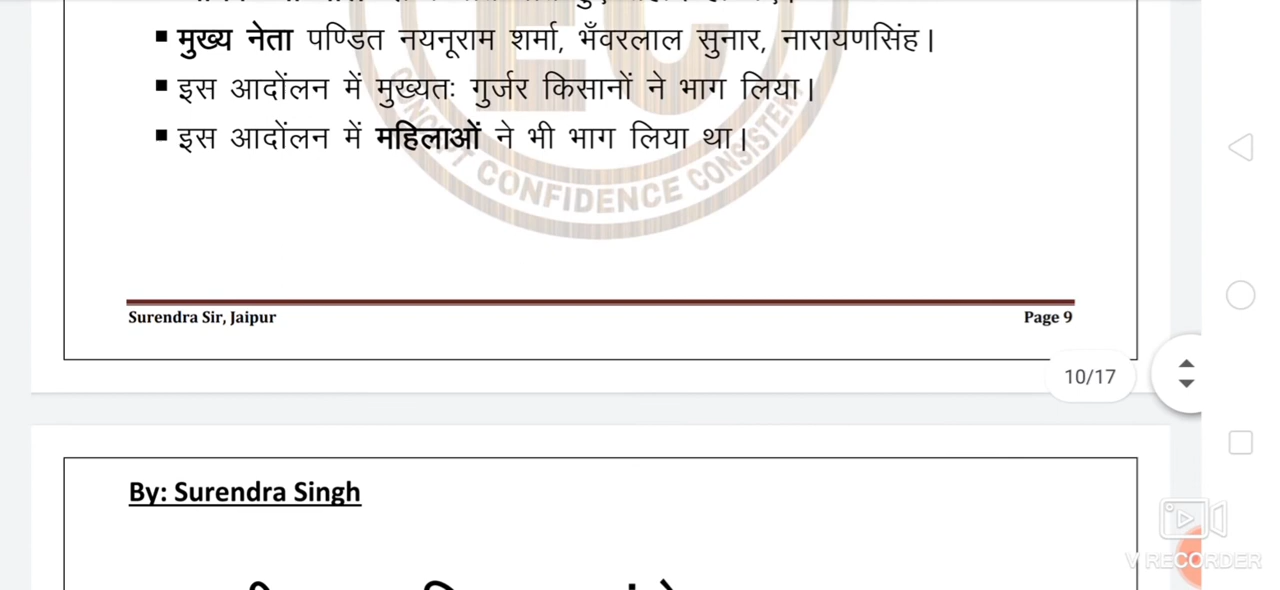 ▪ मुख्य नेता पण्डित नयनूराम शर्मा, भँवरलाल सुनार, नारायणसिंह।
▪ इस आदोंलन में मुख्यतः गुर्जर किसानों ने भाग लिया।
▪ इस आदोंलन में महिलाओं ने भी भाग लिया था।
CONFIDENCE CONSISTENT
Surendra Sir, Jaipur Page 9
10/17
By: Surendra Singh
V RECORDER